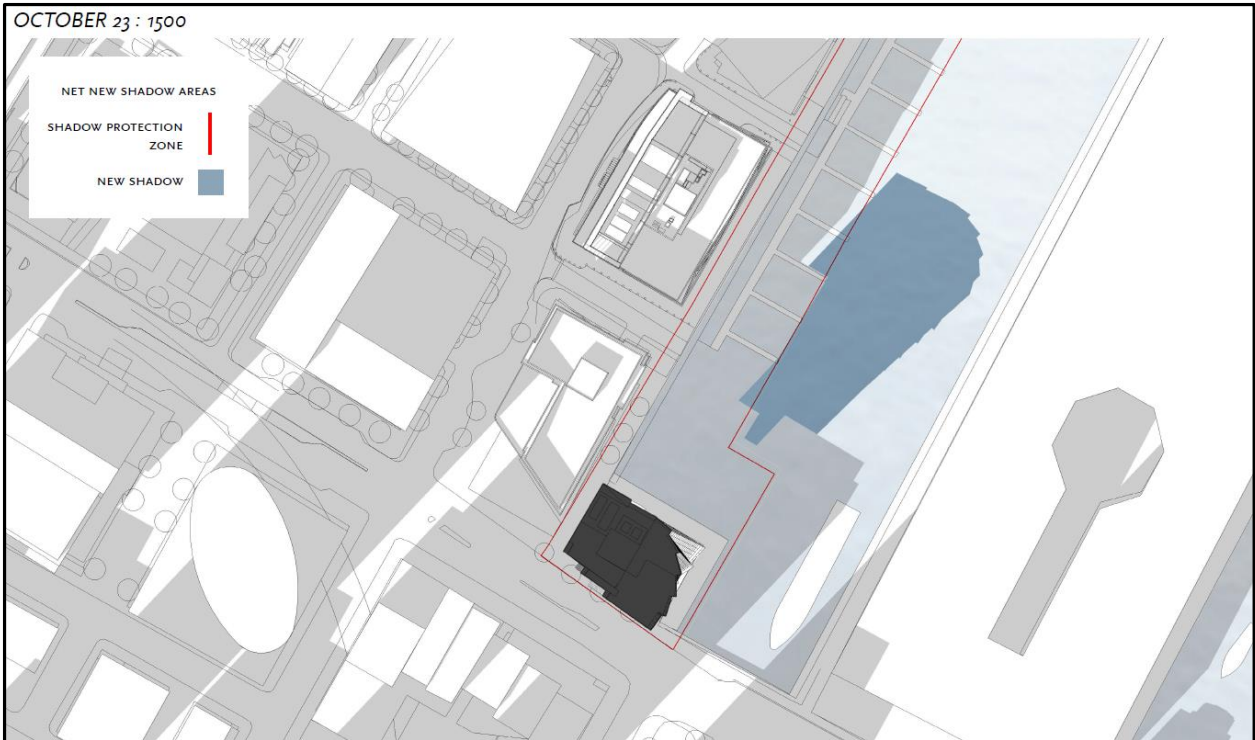 OCTOBER 23 : 1500
NET NEW SHADOW AREAS
SHADOW PROTECTION
ZONE
NEW SHADOW